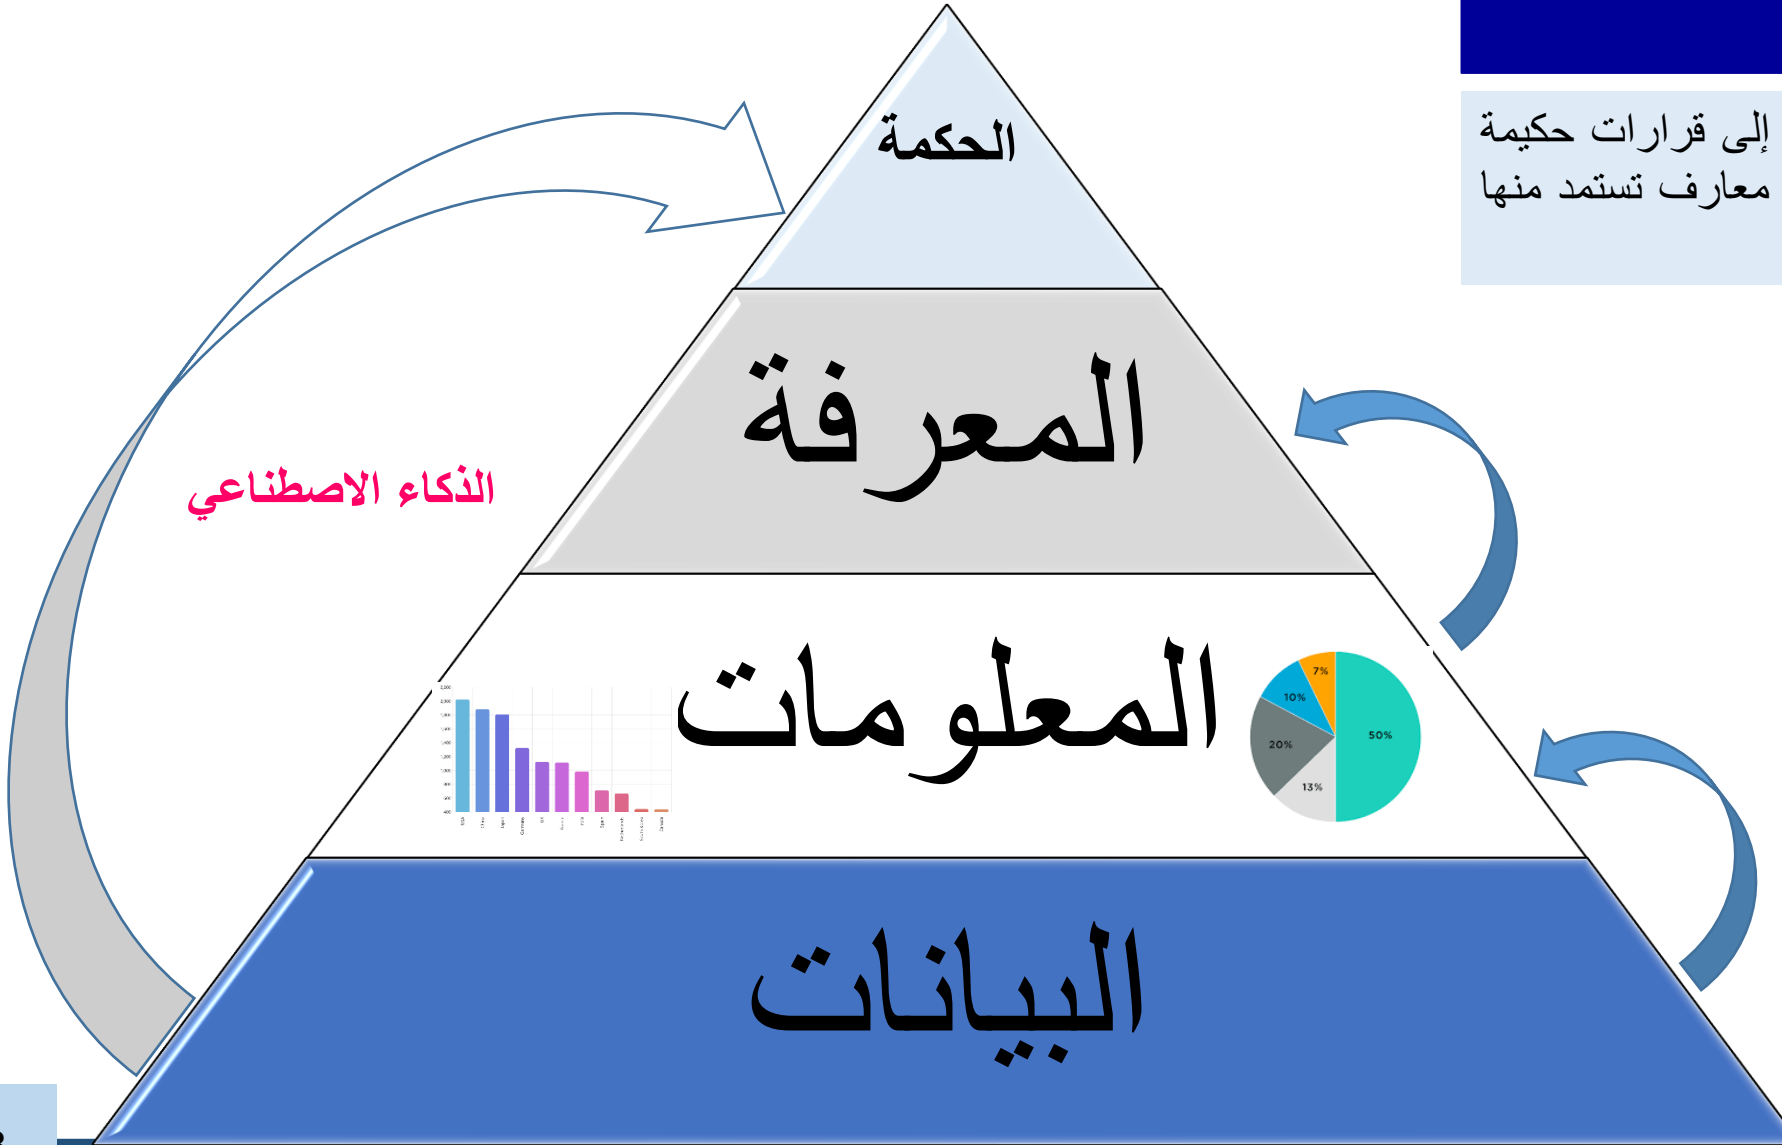 إلى قرارات حكيمة
معارف تستمد منها
الحكمة
المعرفة
الذكاء الاصطناعي
المعلومات
7%
10%
50%
20%
13%
البيانات